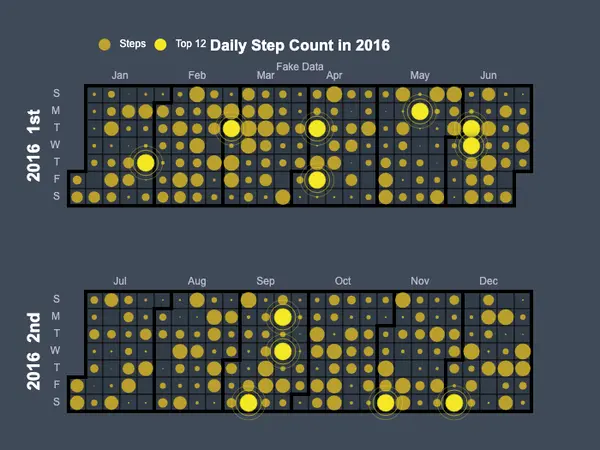 Steps Top 12 Daily Step Count in 2016
Fake Data
Jan Feb Mar Apr May Jun
2016 1st
S
M
T
W
T
F
S
Jul Aug Sep Oct Nov Dec
2016 2nd
S
M
T
W
T
F
S